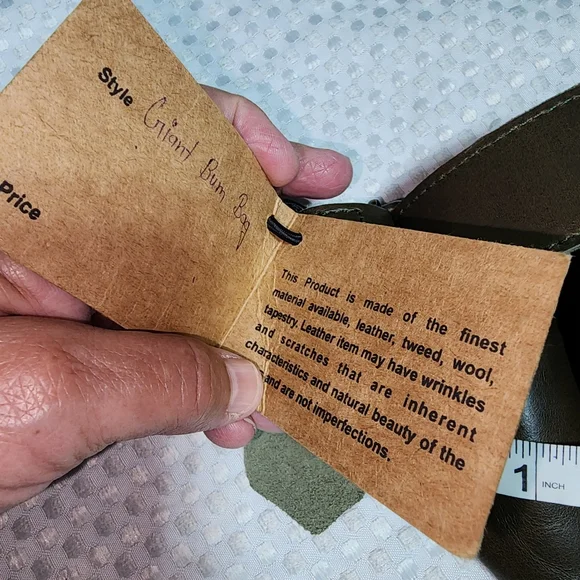 Style Giant Bum Bag
Price
This Product is made of the finest
material available, leather, tweed, wool,
tapestry. Leather item may have wrinkles
and scratches that are inherent
characteristics and natural beauty of the
and are not imperfections.
1 INCH